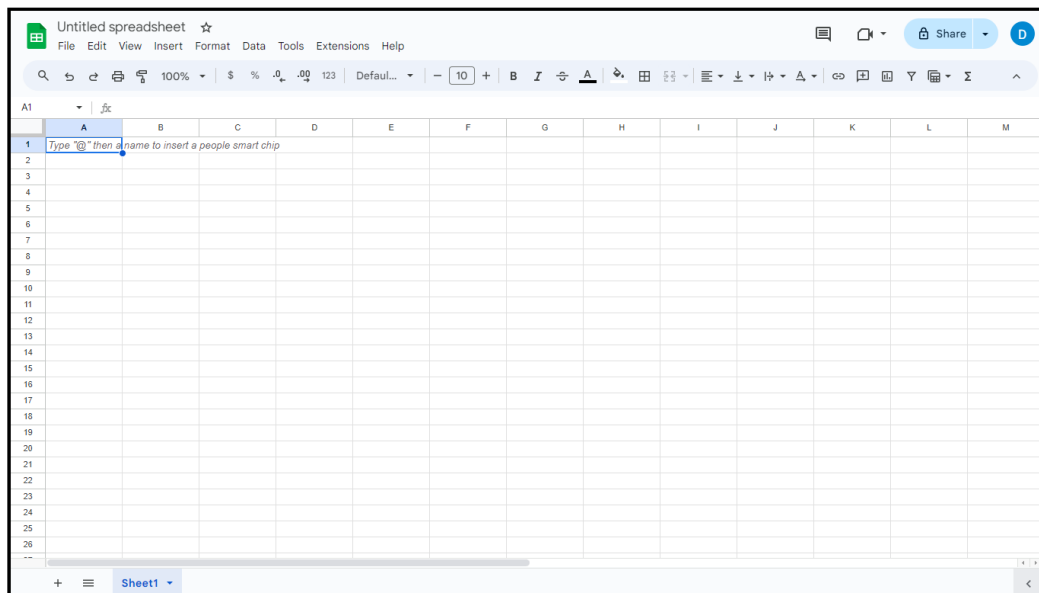 Untitled spreadsheet
File Edit View Insert Format Data Tools Extensions Help
Share
D
100% $ % .0 .00 123 Defaul... 10 B I A A
A1 fx
A B C D E F G H I J K L M
1 Type "@" then a name to insert a people smart chip
2
3
4
5
6
7
8
9
10
11
12
13
14
15
16
17
18
19
20
21
22
23
24
25
26
Sheet1